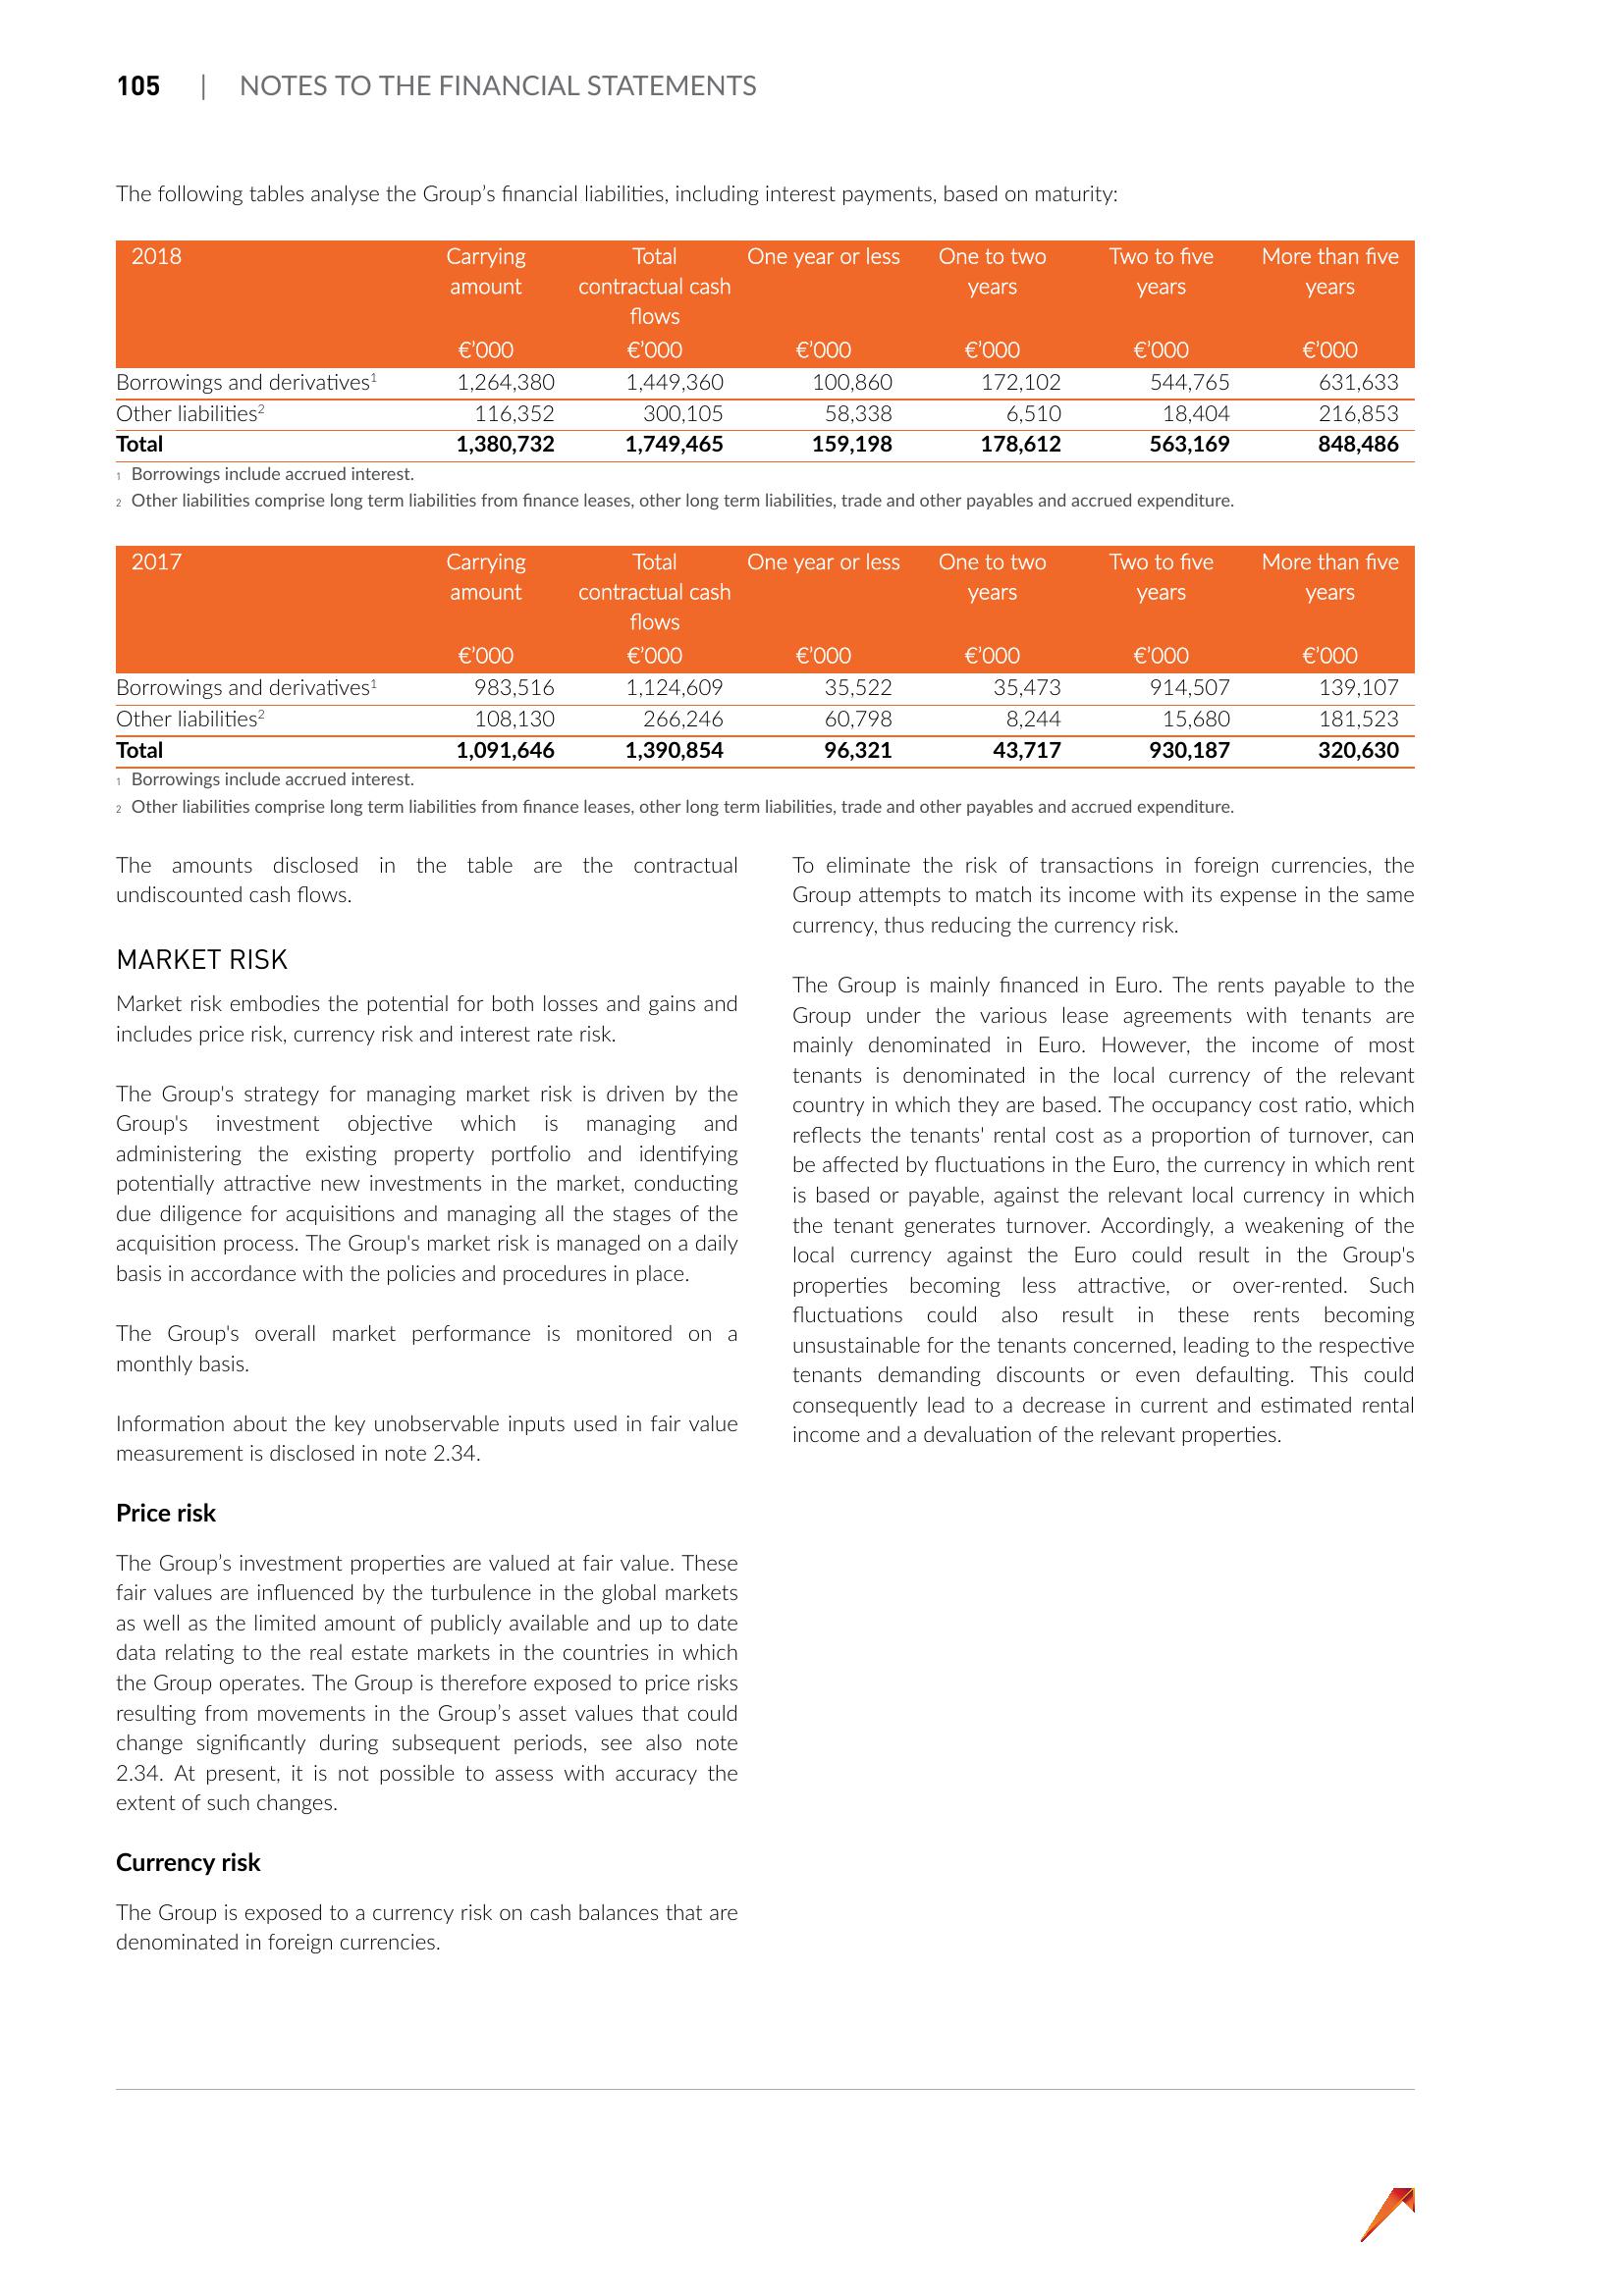 105 | NOTES TO THE FINANCIAL STATEMENTS
The following tables analyse the Group’s financial liabilities, including interest payments, based on maturity:
2018 Carrying Total One year or less One to two Two to five More than five
amount contractual cash years years years
flows
€’000 €’000 €’000 €’000 €’000 €’000
Borrowings and derivatives¹ 1,264,380 1,449,360 100,860 172,102 544,765 631,633
Other liabilities² 116,352 300,105 58,338 6,510 18,404 216,853
Total 1,380,732 1,749,465 159,198 178,612 563,169 848,486
1 Borrowings include accrued interest.
2 Other liabilities comprise long term liabilities from finance leases, other long term liabilities, trade and other payables and accrued expenditure.
2017 Carrying Total One year or less One to two Two to five More than five
amount contractual cash years years years
flows
€’000 €’000 €’000 €’000 €’000 €’000
Borrowings and derivatives¹ 983,516 1,124,609 35,522 35,473 914,507 139,107
Other liabilities² 108,130 266,246 60,798 8,244 15,680 181,523
Total 1,091,646 1,390,854 96,321 43,717 930,187 320,630
1 Borrowings include accrued interest.
2 Other liabilities comprise long term liabilities from finance leases, other long term liabilities, trade and other payables and accrued expenditure.
The amounts disclosed in the table are the contractual
undiscounted cash flows.
MARKET RISK
Market risk embodies the potential for both losses and gains and
includes price risk, currency risk and interest rate risk.
The Group's strategy for managing market risk is driven by the
Group's investment objective which is managing and
administering the existing property portfolio and identifying
potentially attractive new investments in the market, conducting
due diligence for acquisitions and managing all the stages of the
acquisition process. The Group's market risk is managed on a daily
basis in accordance with the policies and procedures in place.
The Group's overall market performance is monitored on a
monthly basis.
Information about the key unobservable inputs used in fair value
measurement is disclosed in note 2.34.
Price risk
The Group’s investment properties are valued at fair value. These
fair values are influenced by the turbulence in the global markets
as well as the limited amount of publicly available and up to date
data relating to the real estate markets in the countries in which
the Group operates. The Group is therefore exposed to price risks
resulting from movements in the Group’s asset values that could
change significantly during subsequent periods, see also note
2.34. At present, it is not possible to assess with accuracy the
extent of such changes.
Currency risk
The Group is exposed to a currency risk on cash balances that are
denominated in foreign currencies.
To eliminate the risk of transactions in foreign currencies, the
Group attempts to match its income with its expense in the same
currency, thus reducing the currency risk.
The Group is mainly financed in Euro. The rents payable to the
Group under the various lease agreements with tenants are
mainly denominated in Euro. However, the income of most
tenants is denominated in the local currency of the relevant
country in which they are based. The occupancy cost ratio, which
reflects the tenants' rental cost as a proportion of turnover, can
be affected by fluctuations in the Euro, the currency in which rent
is based or payable, against the relevant local currency in which
the tenant generates turnover. Accordingly, a weakening of the
local currency against the Euro could result in the Group's
properties becoming less attractive, or over-rented. Such
fluctuations could also result in these rents becoming
unsustainable for the tenants concerned, leading to the respective
tenants demanding discounts or even defaulting. This could
consequently lead to a decrease in current and estimated rental
income and a devaluation of the relevant properties.